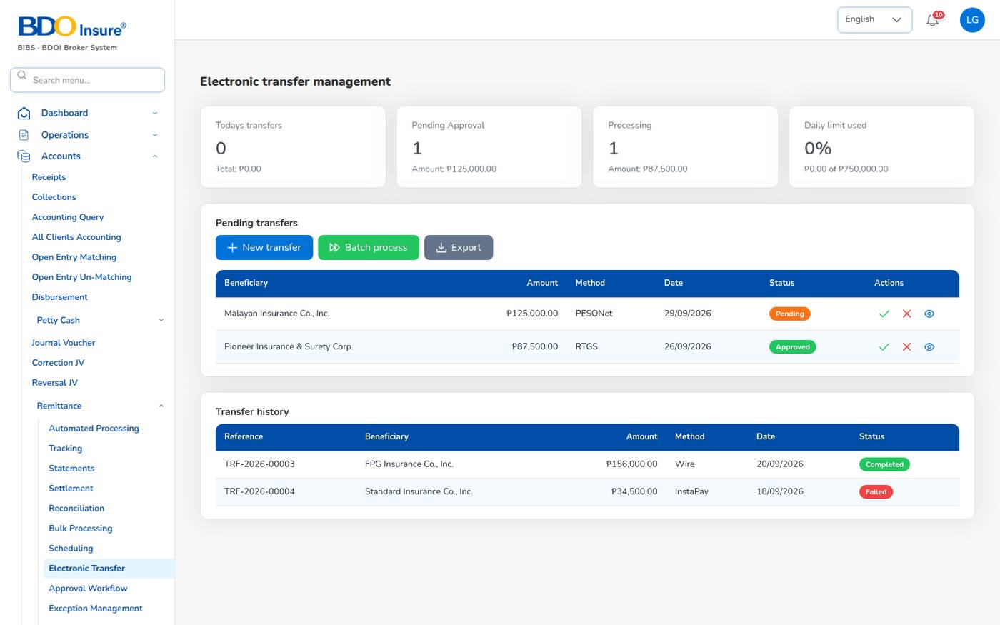 BDO Insure®
BIBS · BDOI Broker System
Search menu...
Dashboard
Operations
Accounts
Receipts
Collections
Accounting Query
All Clients Accounting
Open Entry Matching
Open Entry Un-Matching
Disbursement
Petty Cash
Journal Voucher
Correction JV
Reversal JV
Remittance
Automated Processing
Tracking
Statements
Settlement
Reconciliation
Bulk Processing
Scheduling
Electronic Transfer
Approval Workflow
Exception Management
English
10
LG
Electronic transfer management
Todays transfers
0
Total: ₱0.00
Pending Approval
1
Amount: ₱125,000.00
Processing
1
Amount: ₱87,500.00
Daily limit used
0%
₱0.00 of ₱750,000.00
Pending transfers
New transfer Batch process Export
Beneficiary Amount Method Date Status Actions
Malayan Insurance Co., Inc. ₱125,000.00 PESONet 29/09/2026 Pending
Pioneer Insurance & Surety Corp. ₱87,500.00 RTGS 26/09/2026 Approved
Transfer history
Reference Beneficiary Amount Method Date Status
TRF-2026-00003 FPG Insurance Co., Inc. ₱156,000.00 Wire 20/09/2026 Completed
TRF-2026-00004 Standard Insurance Co., Inc. ₱34,500.00 InstaPay 18/09/2026 Failed